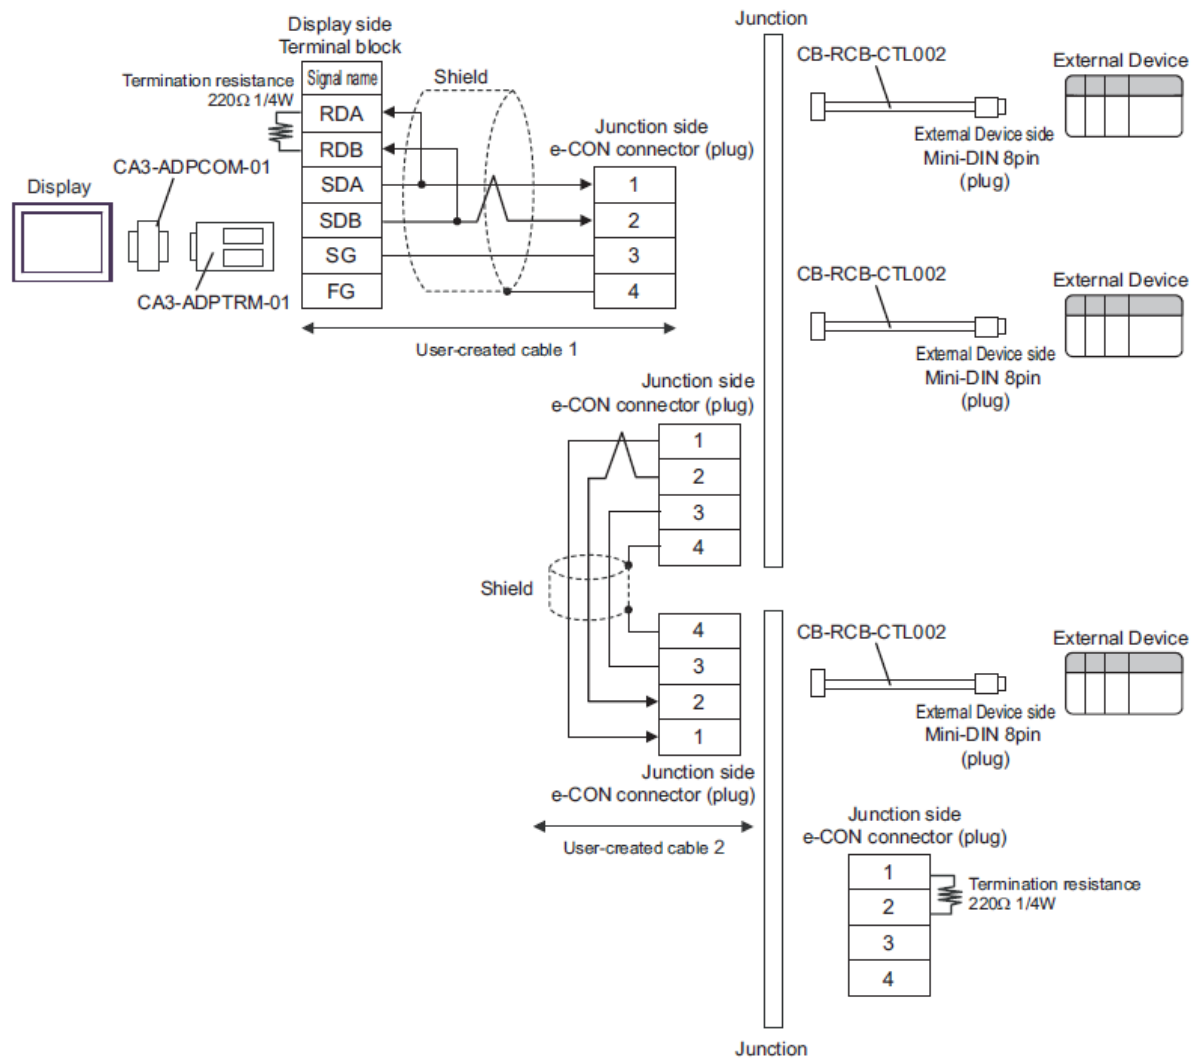 Junction
Display side
Terminal block
Signal name
Termination resistance
220Ω 1/4W
RDA
RDB
SDA
SDB
SG
FG
Shield
Junction side
e-CON connector (plug)
1
2
3
4
Display
CA3-ADPCOM-01
CA3-ADPTRM-01
User-created cable 1
CB-RCB-CTL002
External Device
External Device side
Mini-DIN 8pin
(plug)
CB-RCB-CTL002
External Device
External Device side
Mini-DIN 8pin
(plug)
Junction side
e-CON connector (plug)
1
2
3
4
Shield
4
3
2
1
Junction side
e-CON connector (plug)
User-created cable 2
CB-RCB-CTL002
External Device
External Device side
Mini-DIN 8pin
(plug)
Junction side
e-CON connector (plug)
1
2
3
4
Termination resistance
220Ω 1/4W
Junction